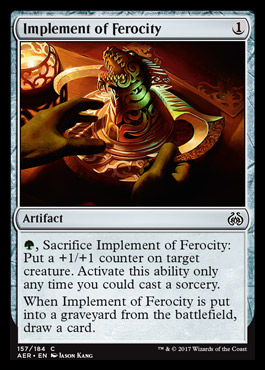 Implement of Ferocity 1
Artifact
, Sacrifice Implement of Ferocity:
Put a +1/+1 counter on target
creature. Activate this ability only
any time you could cast a sorcery.
When Implement of Ferocity is put
into a graveyard from the battlefield,
draw a card.
157/184 C
AER • EN Jason Kang
™ & © 2017 Wizards of the Coast